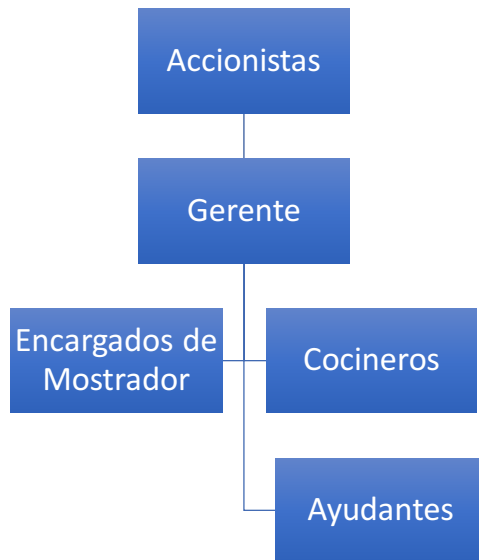 Accionistas
Gerente
Encargados de
Mostrador
Cocineros
Ayudantes